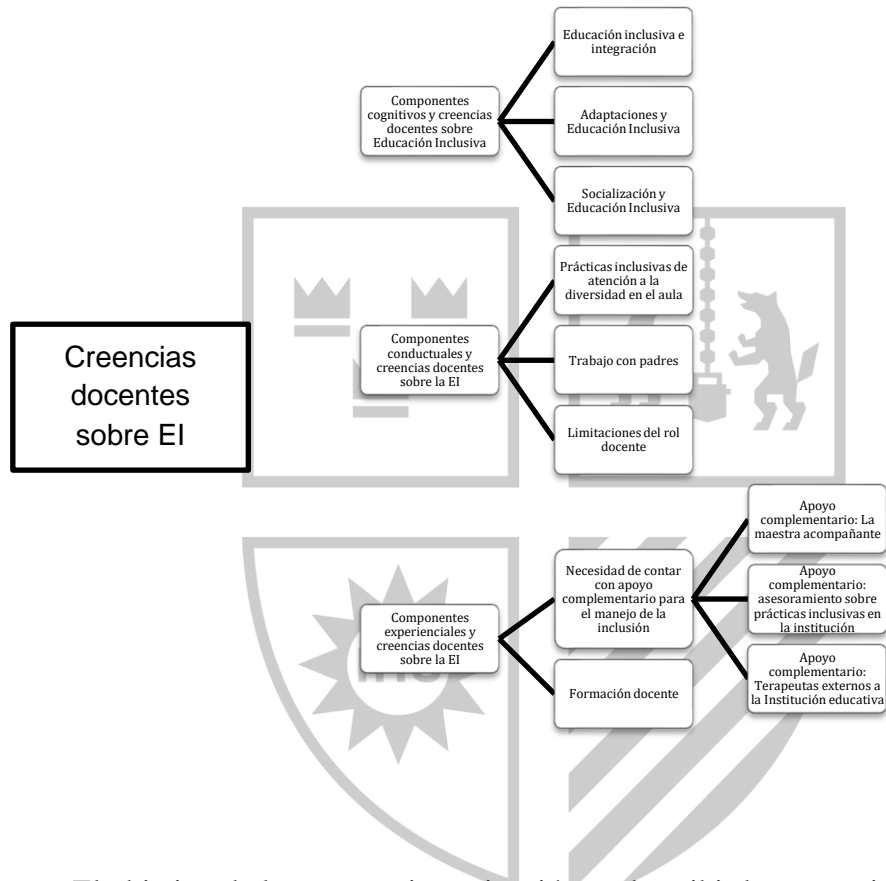 Educación inclusiva e
integración
Componentes
cognitivos y creencias
docentes sobre
Educación Inclusiva
Adaptaciones y
Educación Inclusiva
Socialización y
Educación Inclusiva
Creencias
docentes
sobre EI
Prácticas inclusivas de
atención a la
diversidad en el aula
Componentes
conductuales y
creencias docentes
sobre la EI
Trabajo con padres
Limitaciones del rol
docente
Componentes
experienciales y
creencias docentes
sobre la EI
Necesidad de contar
con apoyo
complementario para
el manejo de la
inclusión
Apoyo
complementario: La
maestra acompañante
Apoyo
complementario:
asesoramiento sobre
prácticas inclusivas en
la institución
Apoyo
complementario:
Terapeutas externos a
la Institución educativa
Formación docente